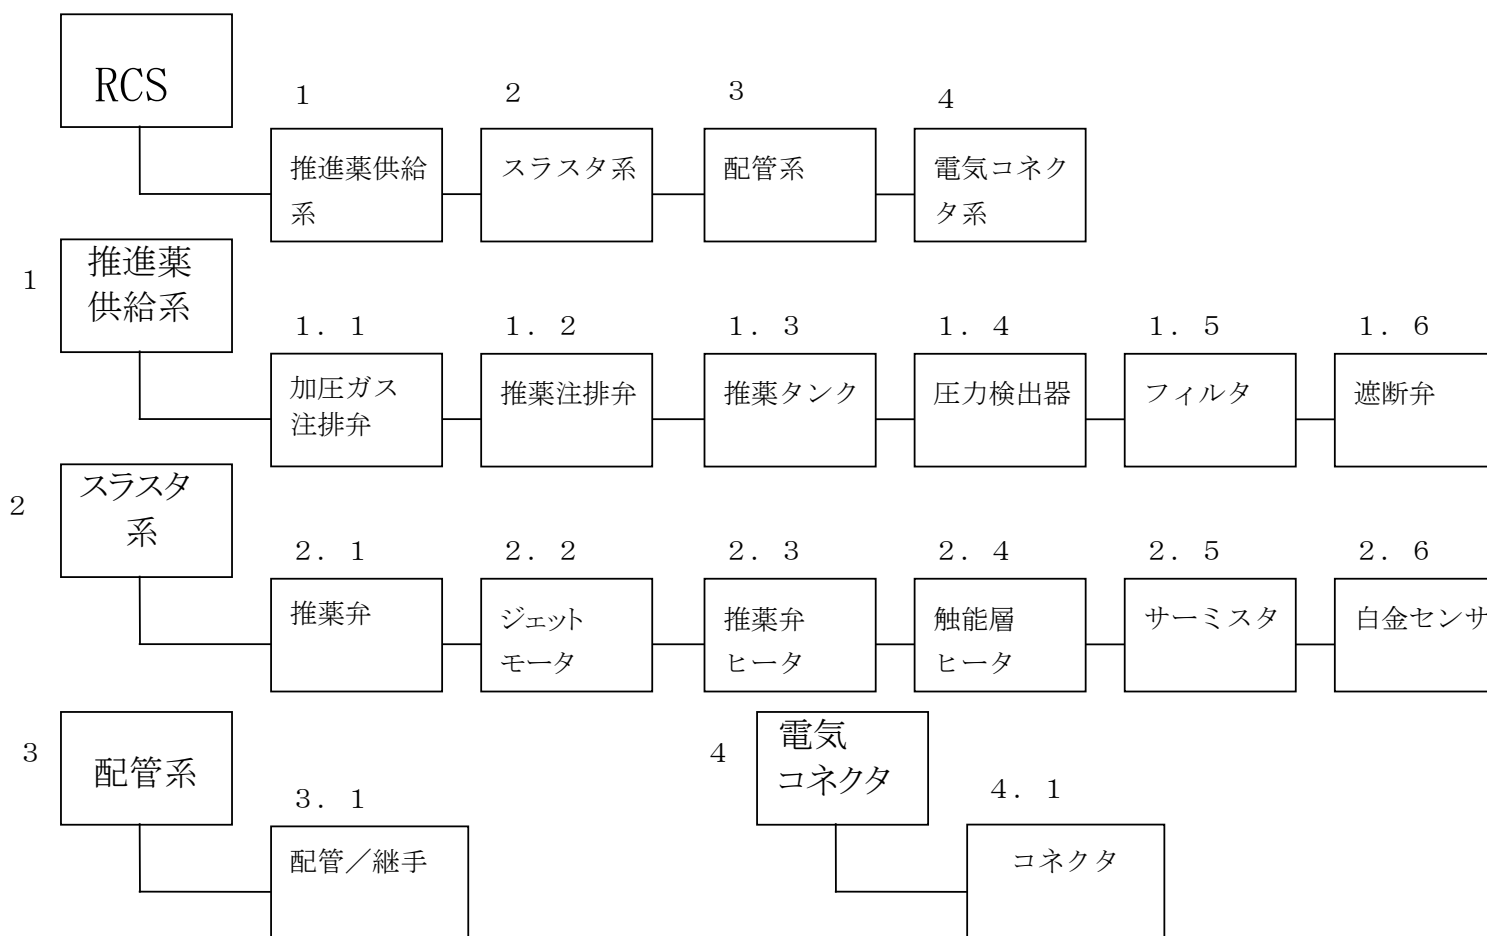 RCS
1
2
3
4
推進薬供給
系
スラスタ系
配管系
電気コネク
タ系
1
推進薬
供給系
1. 1
1. 2
1. 3
1. 4
1. 5
1. 6
加圧ガス
注排弁
推薬注排弁
推薬タンク
圧力検出器
フィルタ
遮断弁
2
スラスタ
系
2. 1
2. 2
2. 3
2. 4
2. 5
2. 6
推薬弁
ジェット
モータ
推薬弁
ヒータ
触能層
ヒータ
サーミスタ
白金センサ
3
配管系
3. 1
配管／継手
4
電気
コネクタ
4. 1
コネクタ